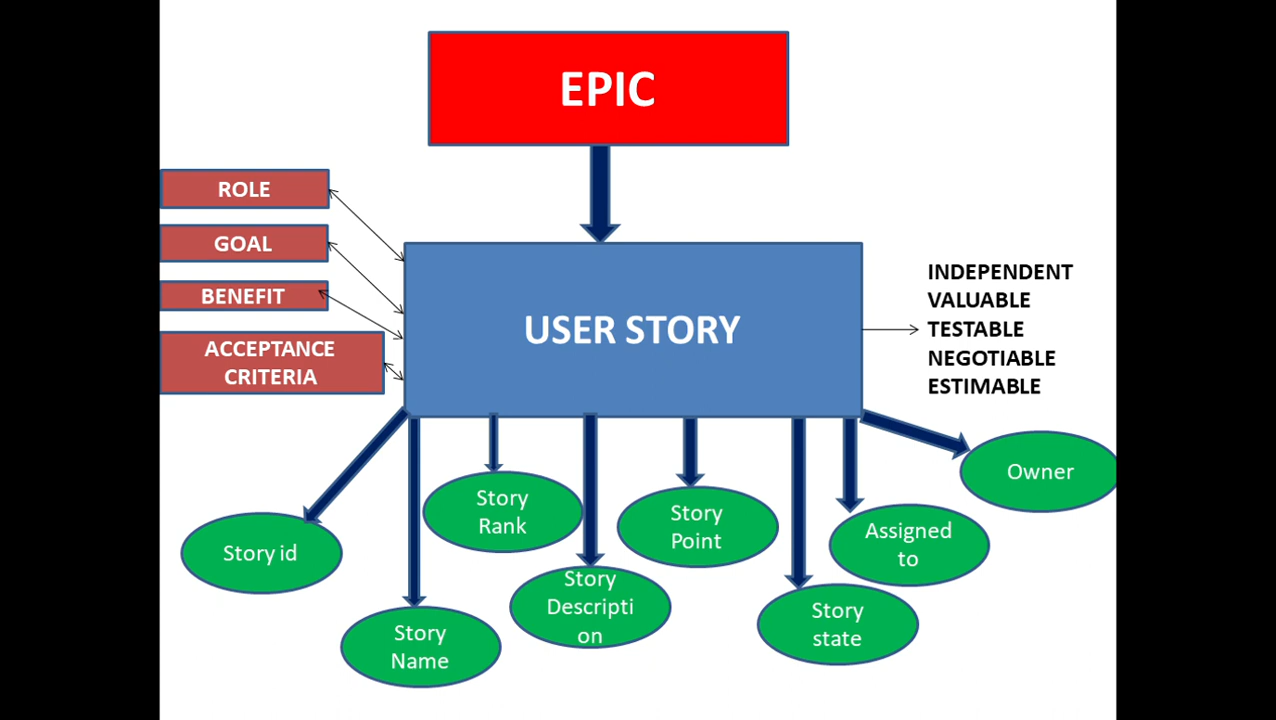 EPIC
ROLE
GOAL
BENEFIT
ACCEPTANCE
CRITERIA
USER STORY
INDEPENDENT
VALUABLE
TESTABLE
NEGOTIABLE
ESTIMABLE
Story id
Story
Name
Story
Rank
Story
Descripti
on
Story
Point
Story
state
Assigned
to
Owner